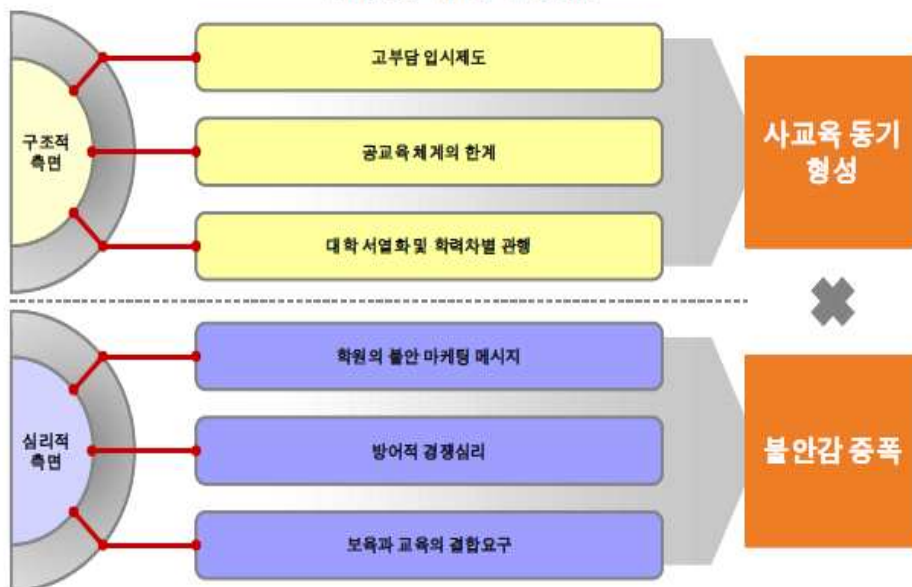 구조적
측면
고부담 입시제도
공교육 체계의 한계
대학 서열화 및 학력차별 관행
사교육 동기
형성
심리적
측면
학원의 불안 마케팅 메시지
방어적 경쟁심리
보육과 교육의 결합요구
불안감 증폭